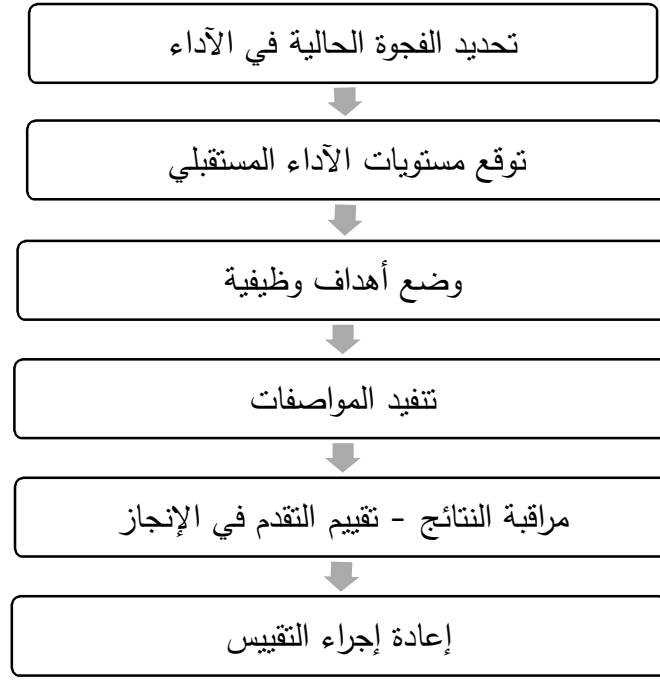 تحديد الفجوة الحالية في الآداء
توقع مستويات الآداء المستقبلي
وضع أهداف وظيفية
تتفيد المواصفات
مراقبة النتائج - تقييم التقدم في الإنجاز
إعادة إجراء التقييس